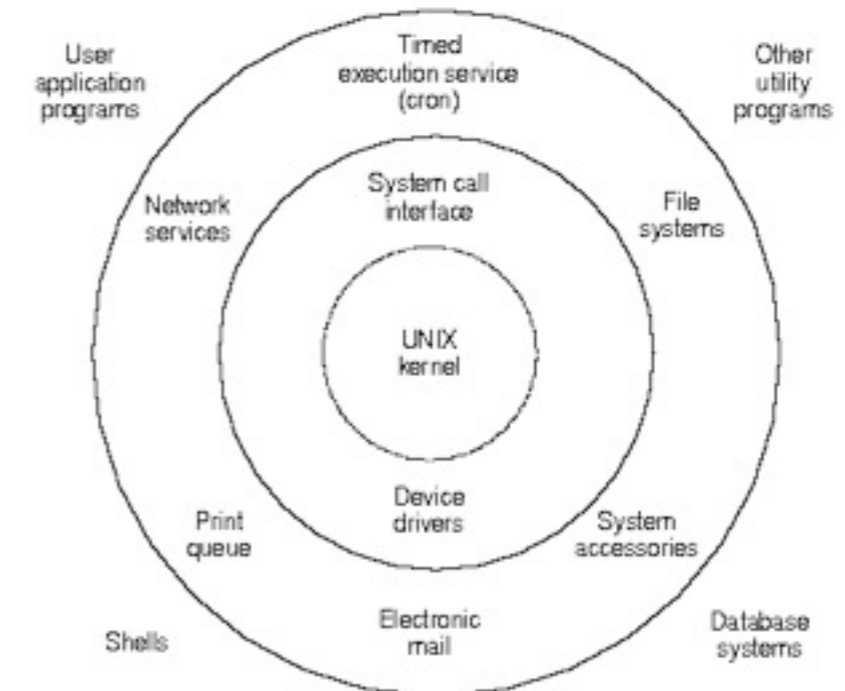 Timed
execution service
(cron)
User
application
programs
Other
utility
programs
System call
interface
Network
services
File
systems
UNIX
kernel
Device
drivers
Print
queue
System
accessories
Electronic
mail
Shells
Database
systems